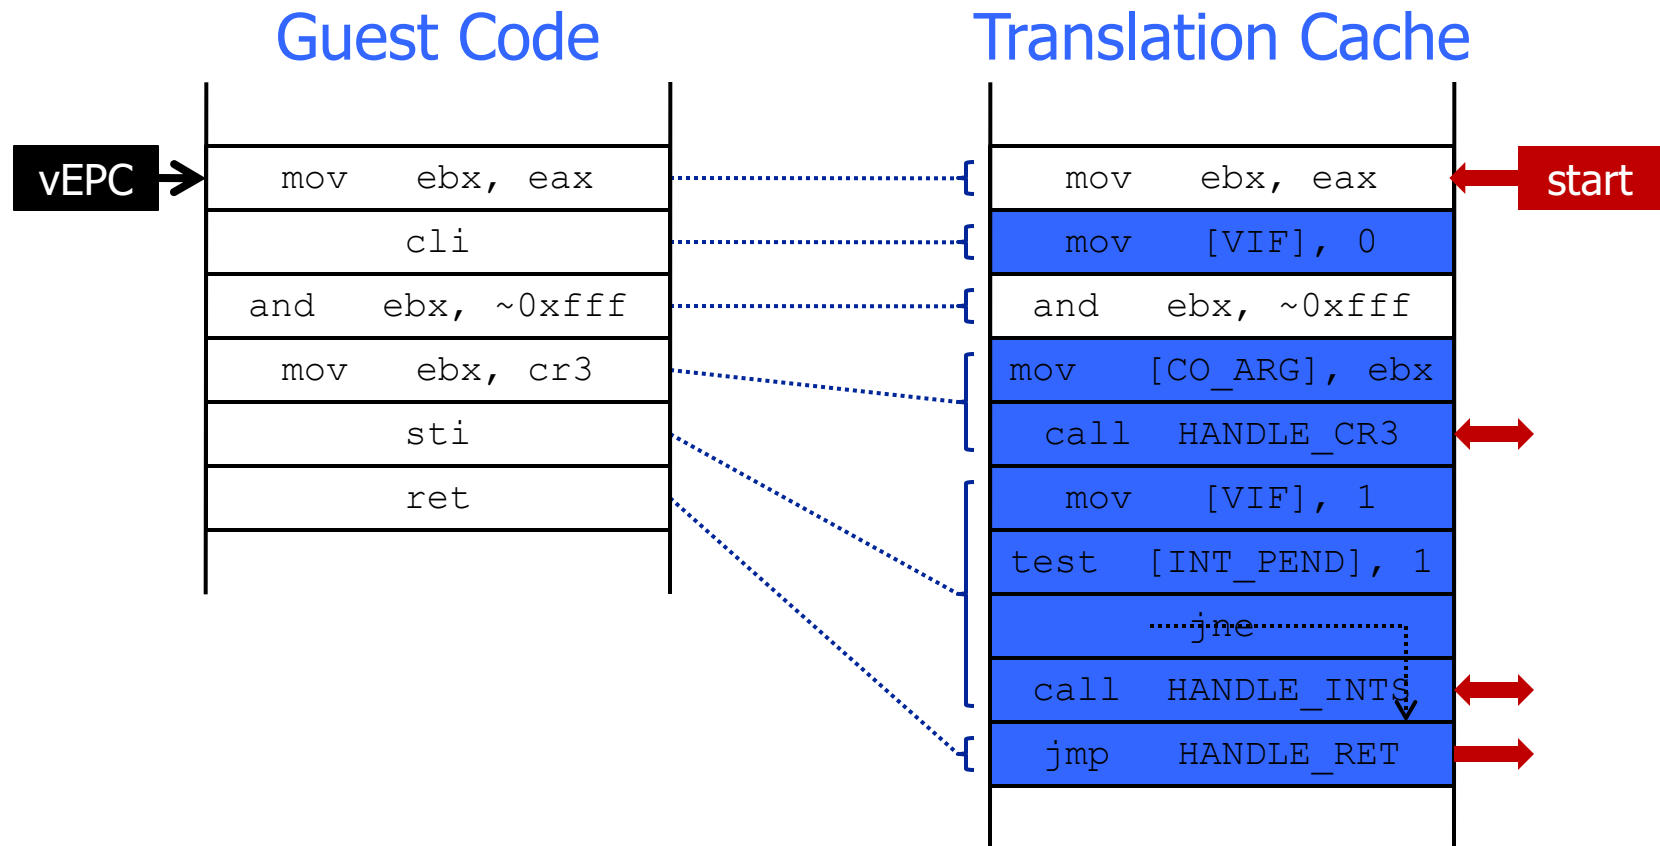 Guest Code
vEPC
mov ebx, eax
cli
and ebx, ~0xfff
mov ebx, cr3
sti
ret
Translation Cache
start
mov ebx, eax
mov [VIF], 0
and ebx, ~0xfff
mov [CO_ARG], ebx
call HANDLE_CR3
mov [VIF], 1
test [INT_PEND], 1
jne
call HANDLE_INTS
jmp HANDLE_RET